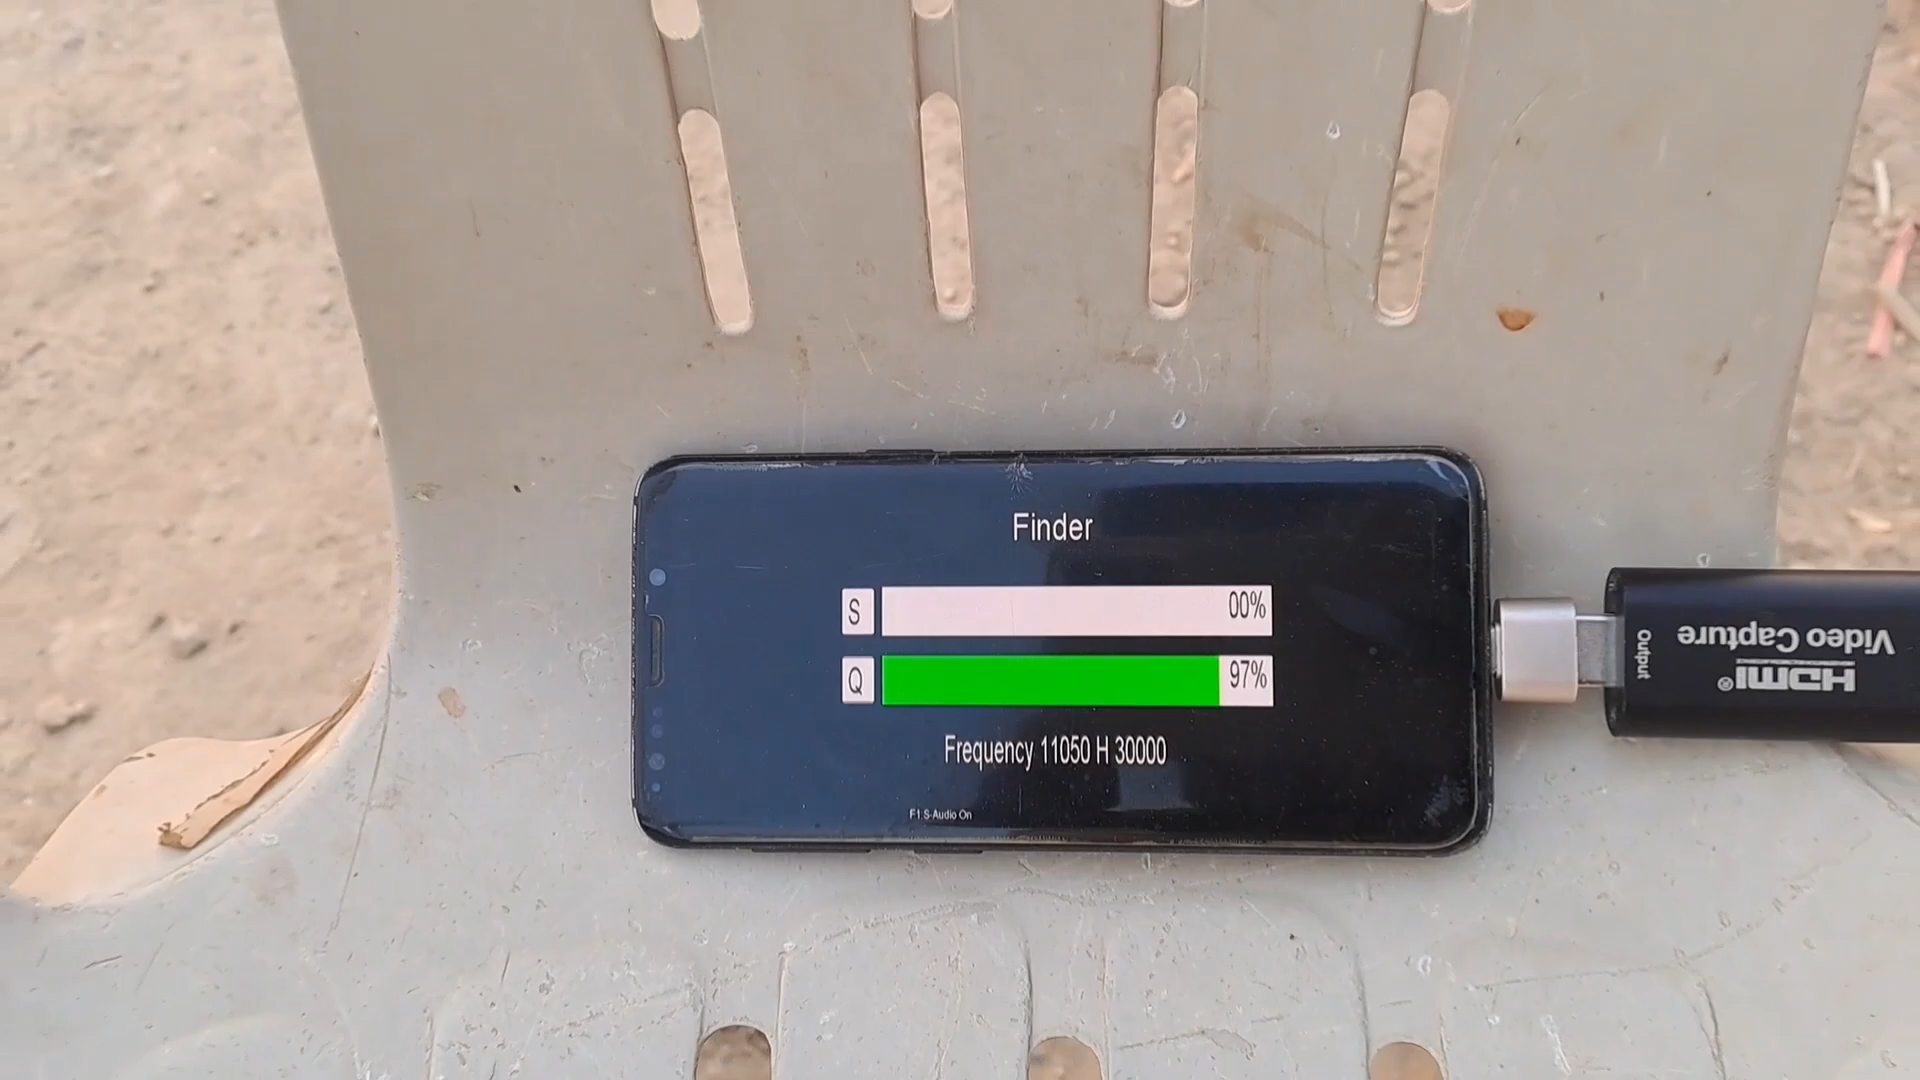 Finder
S 00%
Q 97%
Frequency 11050 H 30000
F1:S-Audio On
Output
HDMI®
Video Capture